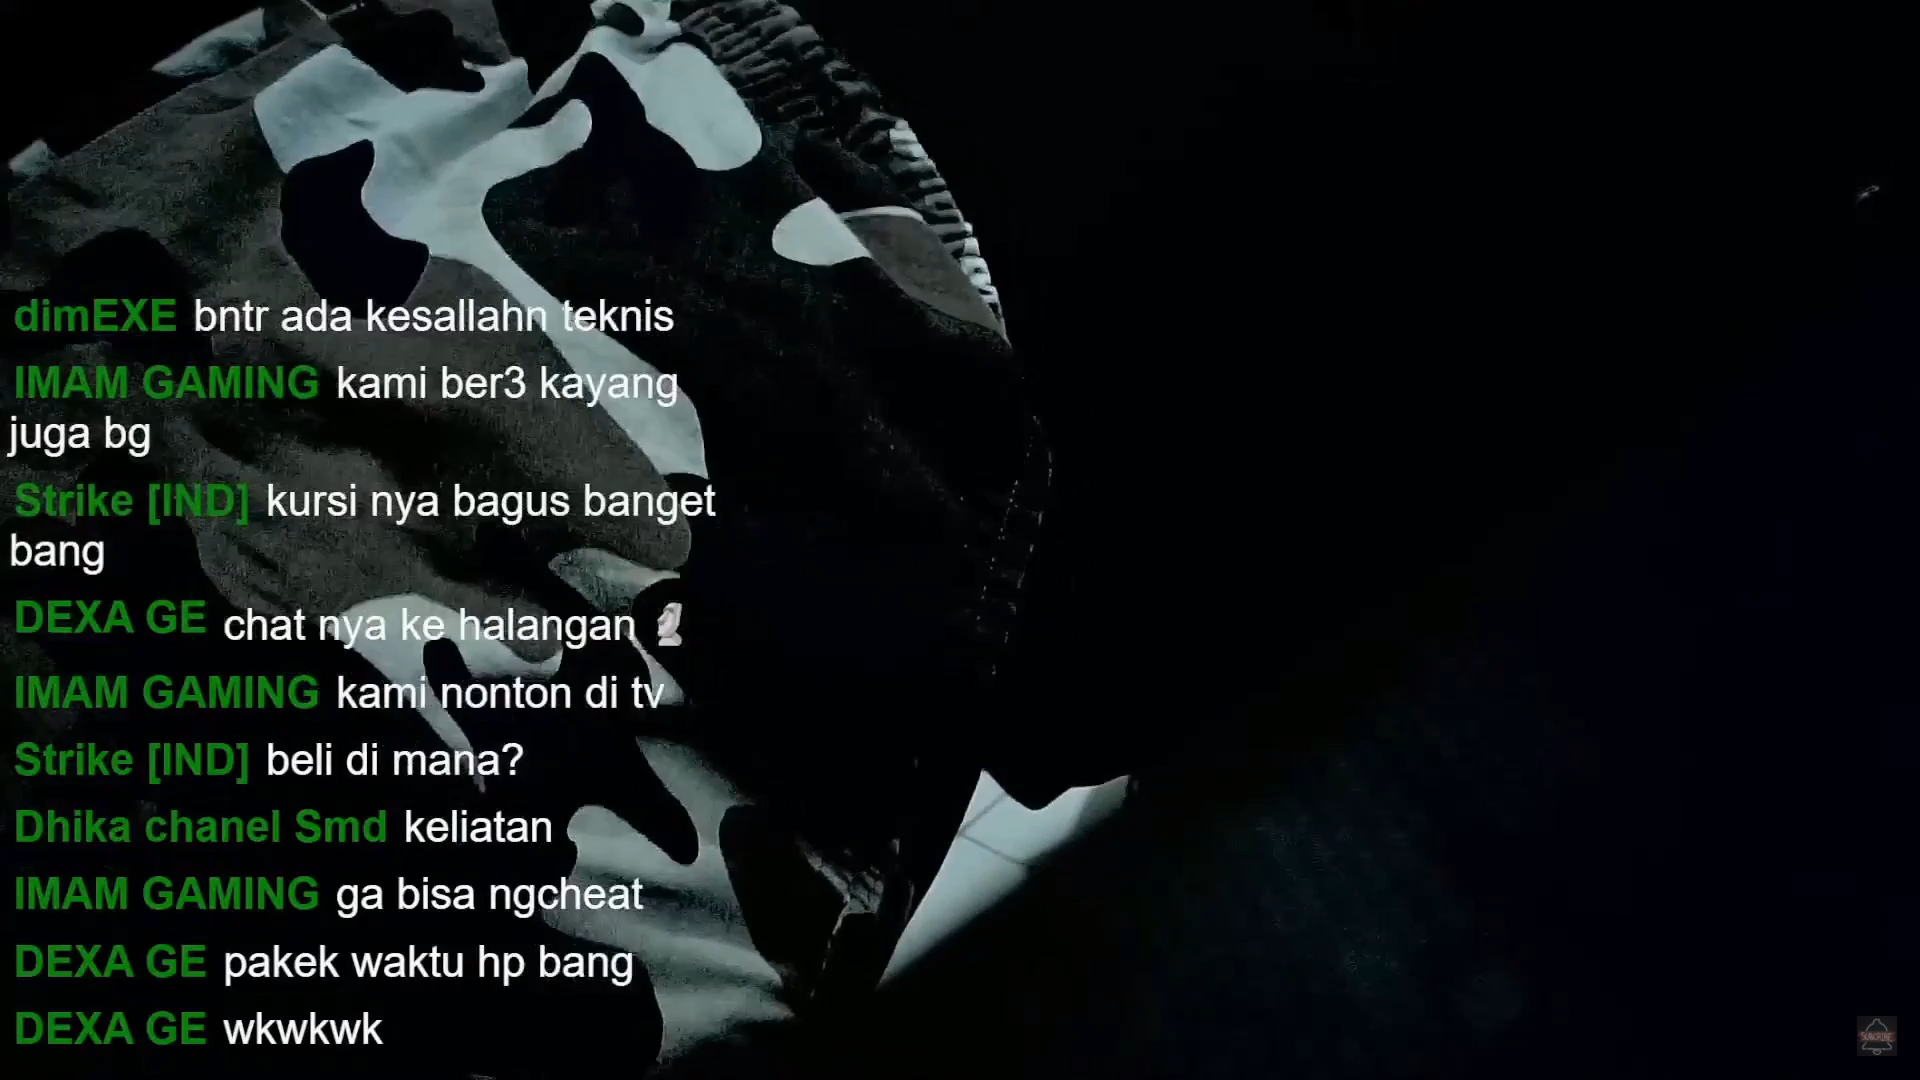 dimEXE bntr ada kesallahn teknis
IMAM GAMING kami ber3 kayang
juga bg
Strike [IND] kursi nya bagus banget
bang
DEXA GE chat nya ke halangan 🗿
IMAM GAMING kami nonton di tv
Strike [IND] beli di mana?
Dhika chanel Smd keliatan
IMAM GAMING ga bisa ngcheat
DEXA GE pakek waktu hp bang
DEXA GE wkwkwk